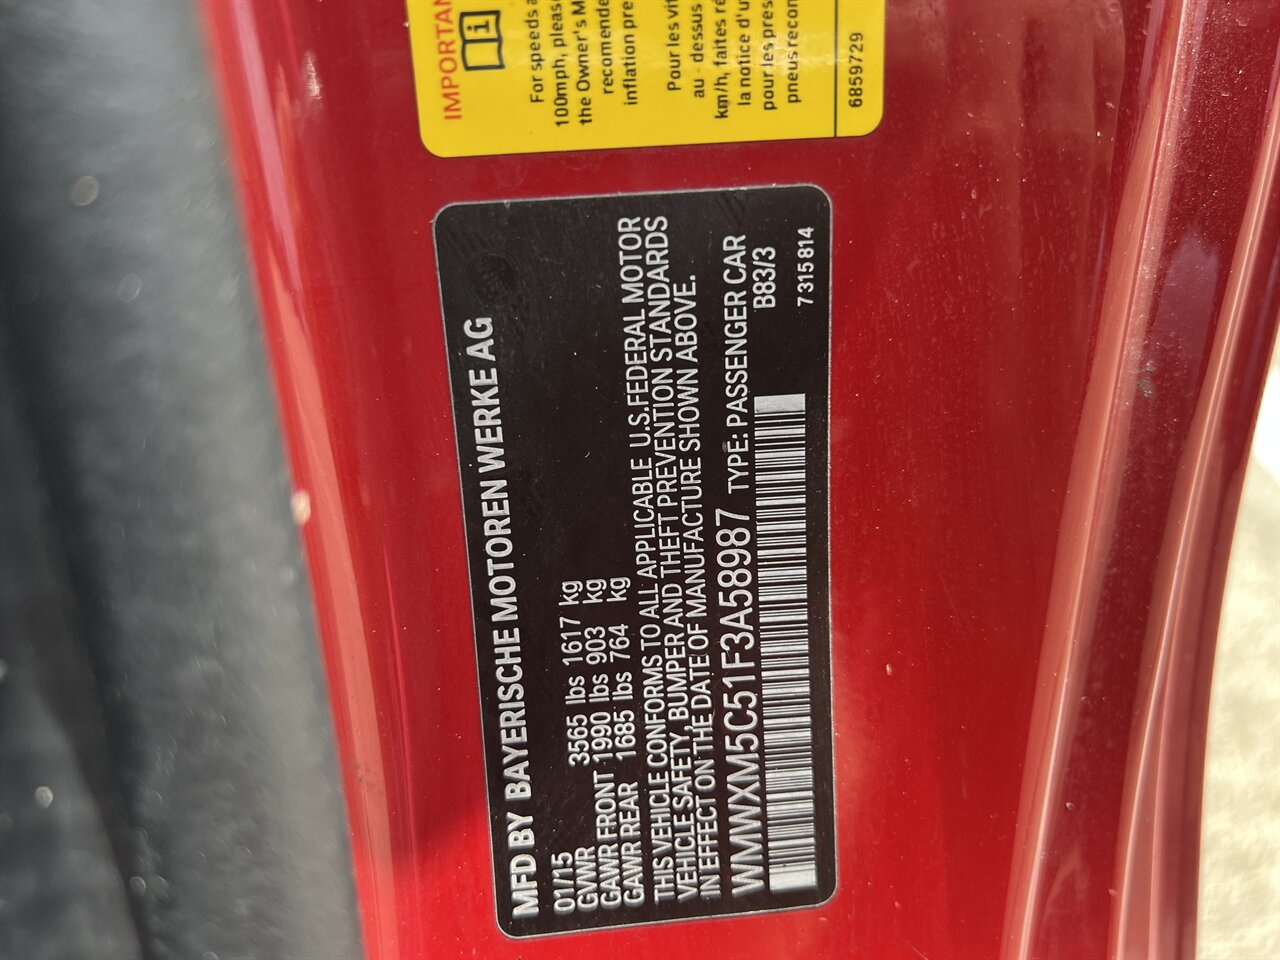 IMPORTAN
For speeds a
100mph, please
the Owner's M
recomende
inflation pre
Pour les vit
au - dessus
km/h, faites ré
la notice d'u
pour les pres
pneus recon
6859729
MFD BY BAYERISCHE MOTOREN WERKE AG
01/15
GVWR 3565 lbs 1617 kg
GAWR FRONT 1990 lbs 903 kg
GAWR REAR 1685 lbs 764 kg
THIS VEHICLE CONFORMS TO ALL APPLICABLE U.S.FEDERAL MOTOR
VEHICLE SAFETY, BUMPER AND THEFT PREVENTION STANDARDS
IN EFFECT ON THE DATE OF MANUFACTURE SHOWN ABOVE.
WMWXM5C51F3A58987 TYPE: PASSENGER CAR
B83/3
7 315 814